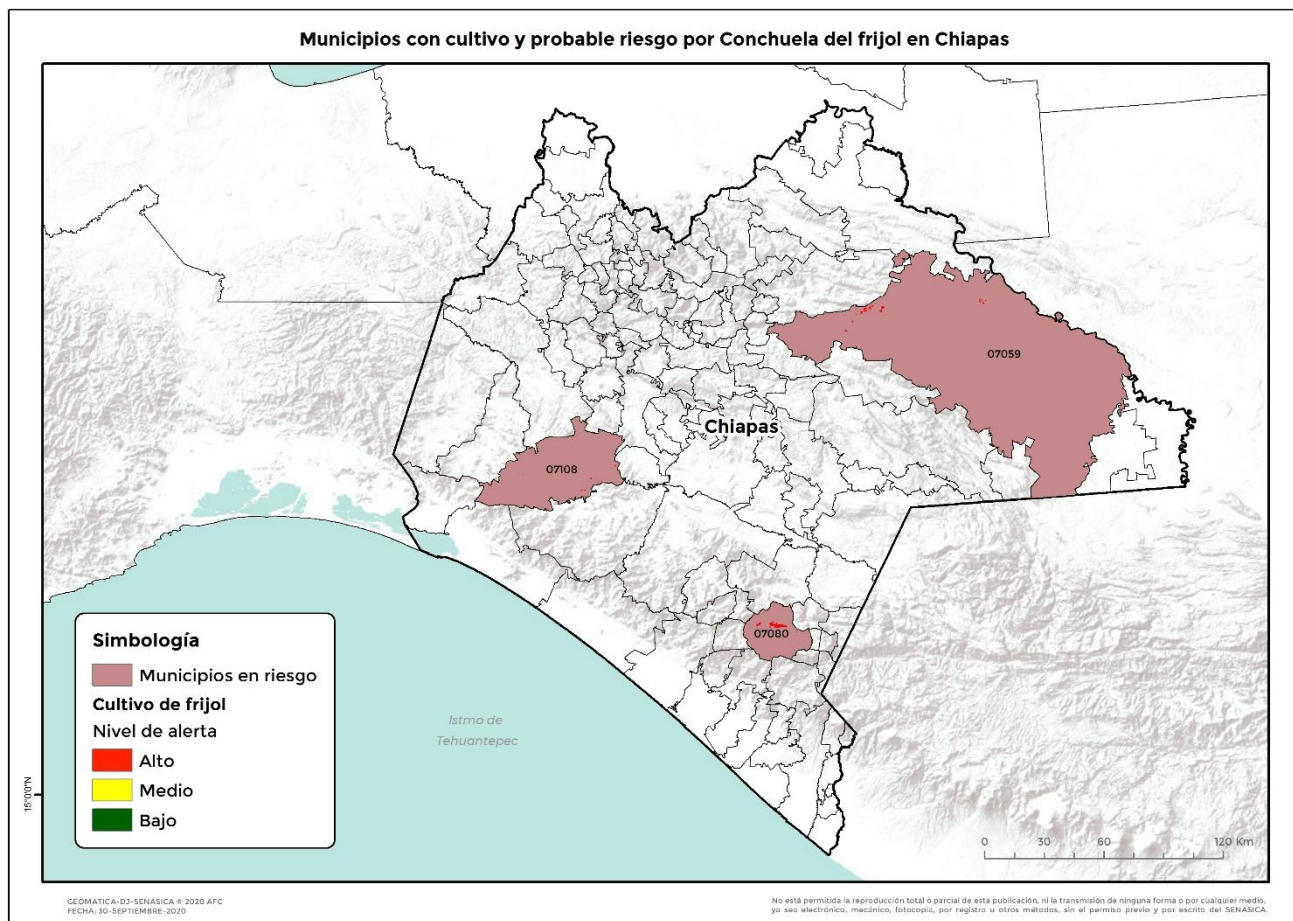 Municipios con cultivo y probable riesgo por Conchuela del frijol en Chiapas
07059
Chiapas
07108
07080
Simbología
Municipios en riesgo
Cultivo de frijol
Nivel de alerta
Alto
Medio
Bajo
Istmo de
Tehuantepec
15°0'0"N
0 30 60 120 Km
GEOMATICA-DJ-SENASICA © 2020 AFC
FECHA: 30-SEPTIEMBRE-2020
No está permitida la reproducción total o parcial de esta publicación, ni la transmisión de ninguna forma o por cualquier medio,
ya sea electrónico, mecánico, fotocopia, por registro u otros métodos, sin el permiso previo y por escrito del SENASICA.